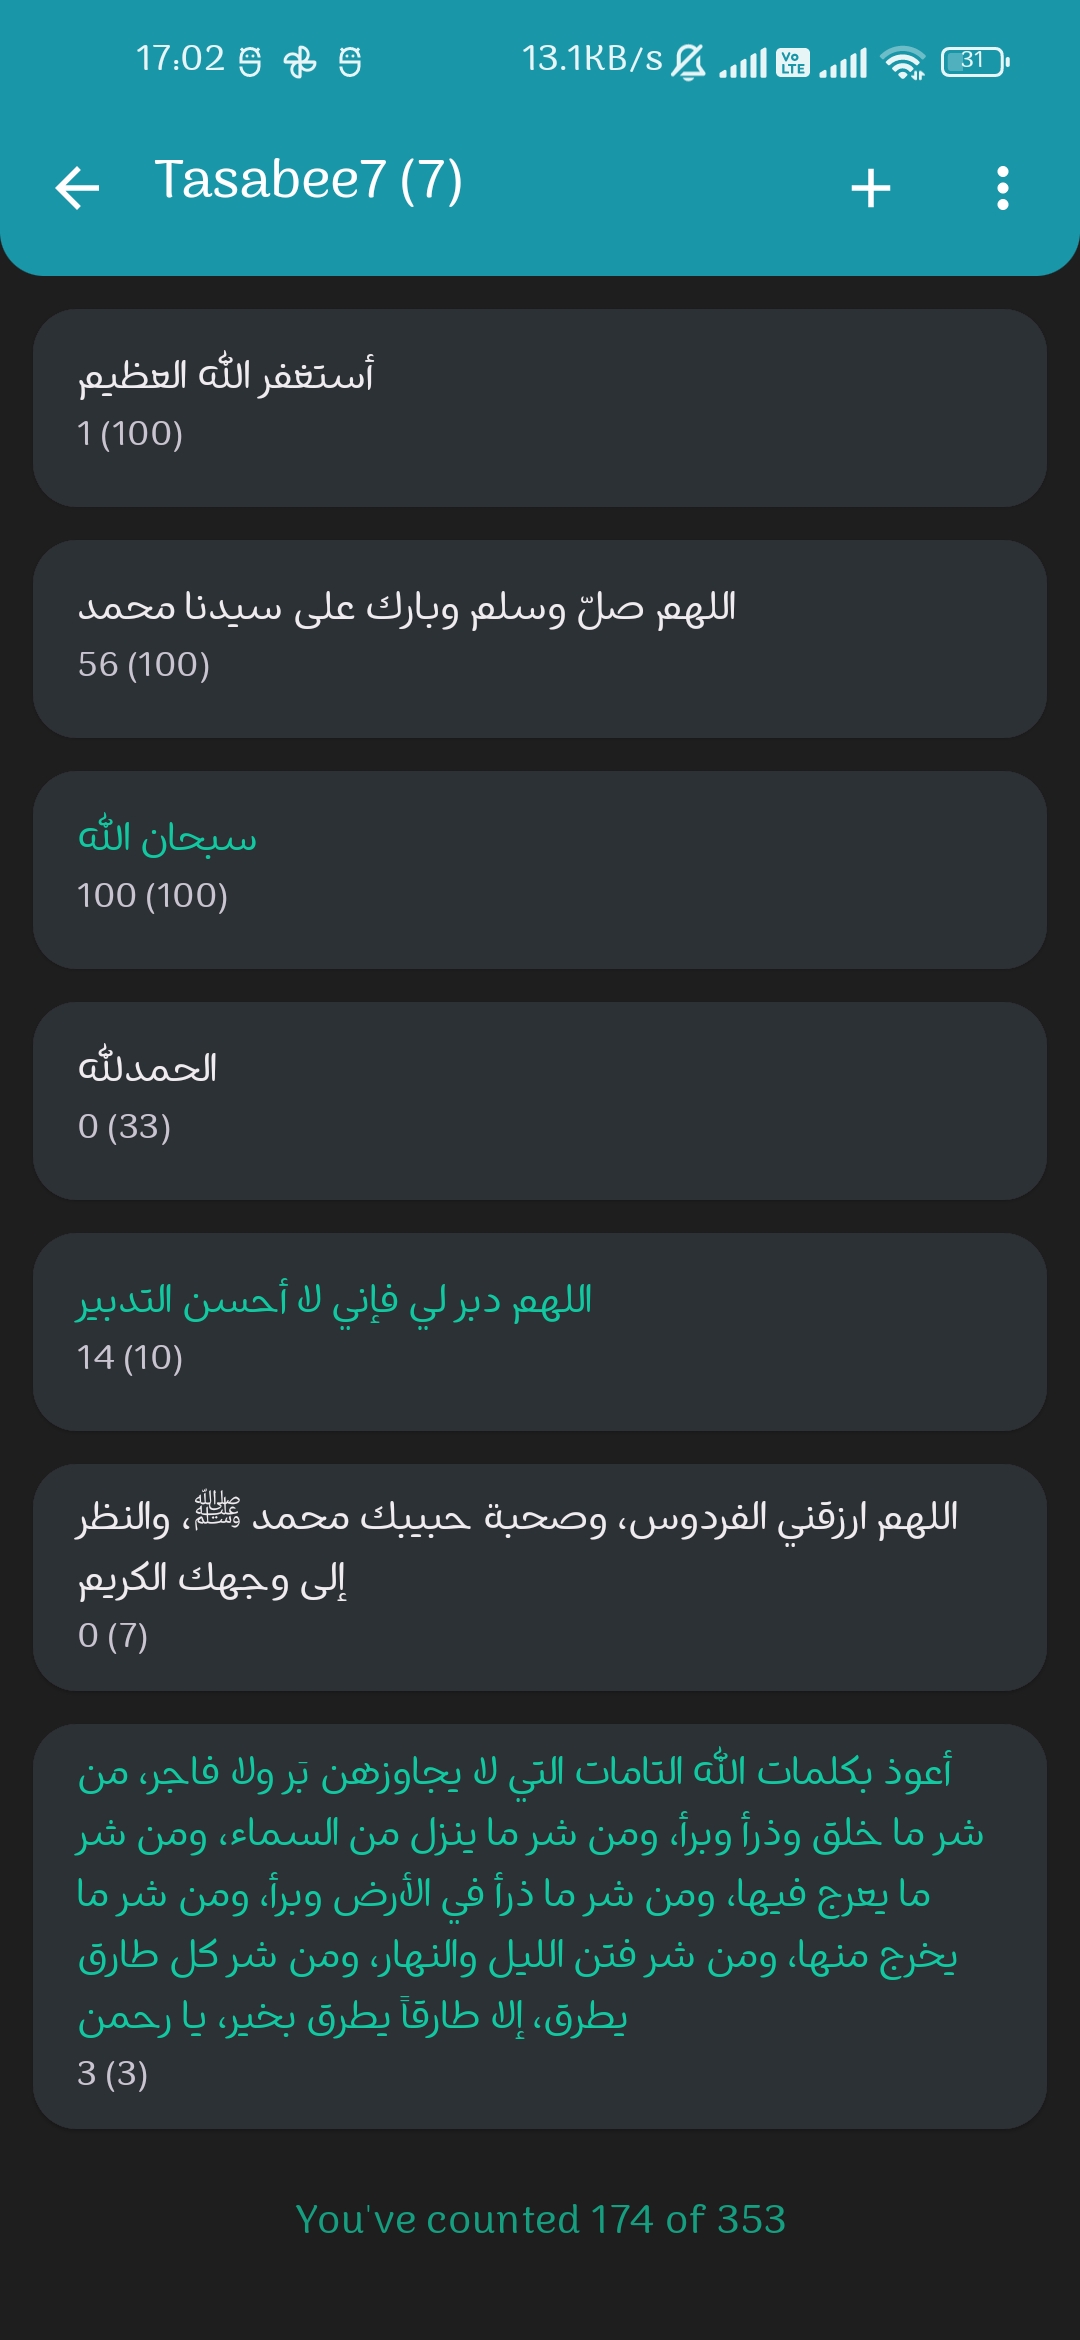 17:02 13.1KB/s Vo LTE 31
Tasabee7 (7)
أستغفر الله العظيم
1 (100)
اللهم صلّ وسلم وبارك على سيدنا محمد
56 (100)
سبحان الله
100 (100)
الحمدلله
0 (33)
اللهم دبر لي فإني لا أحسن التدبير
14 (10)
اللهم ارزقني الفردوس، وصحبة حبيبك محمد ﷺ، والنظر
إلى وجهك الكريم
0 (7)
أعوذ بكلمات الله التامات التي لا يجاوزهن بَر ولا فاجر، من
شر ما خلق وذرأ وبرأ، ومن شر ما ينزل من السماء، ومن شر
ما يعرج فيها، ومن شر ما ذرأ في الأرض وبرأ، ومن شر ما
يخرج منها، ومن شر فتن الليل والنهار، ومن شر كل طارق
يطرق، إلا طارقاً يطرق بخير، يا رحمن
3 (3)
You've counted 174 of 353